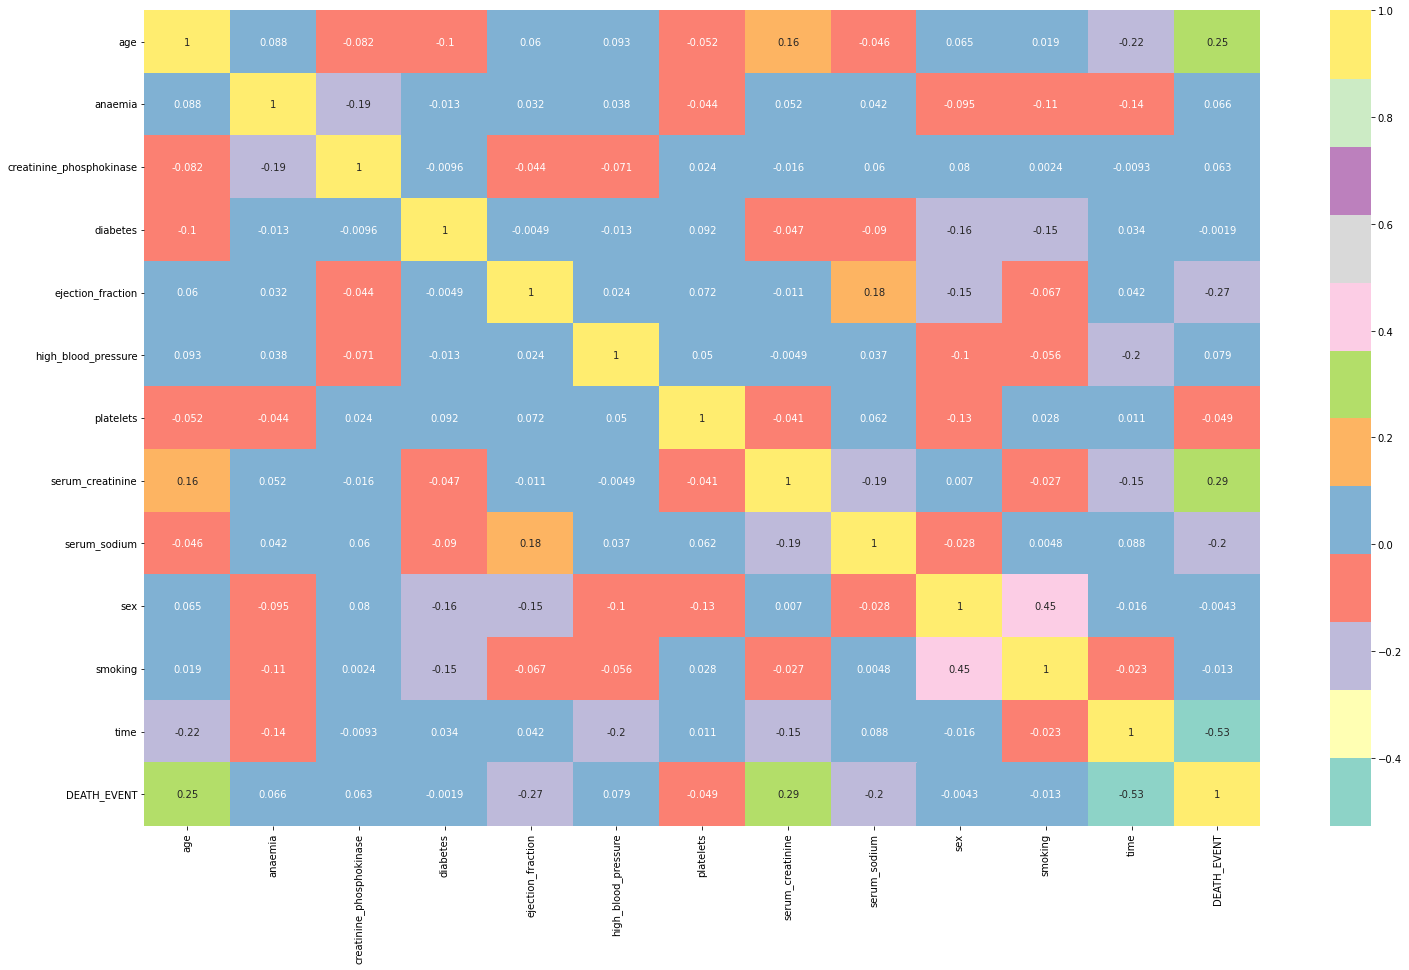 age 1 0.088 -0.082 -0.1 0.06 0.093 -0.052 0.16 -0.046 0.065 0.019 -0.22 0.25
anaemia 0.088 1 -0.19 -0.013 0.032 0.038 -0.044 0.052 0.042 -0.095 -0.11 -0.14 0.066
creatinine_phosphokinase -0.082 -0.19 1 -0.0096 -0.044 -0.071 0.024 -0.016 0.06 0.08 0.0024 -0.0093 0.063
diabetes -0.1 -0.013 -0.0096 1 -0.0049 -0.013 0.092 -0.047 -0.09 -0.16 -0.15 0.034 -0.0019
ejection_fraction 0.06 0.032 -0.044 -0.0049 1 0.024 0.072 -0.011 0.18 -0.15 -0.067 0.042 -0.27
high_blood_pressure 0.093 0.038 -0.071 -0.013 0.024 1 0.05 -0.0049 0.037 -0.1 -0.056 -0.2 0.079
platelets -0.052 -0.044 0.024 0.092 0.072 0.05 1 -0.041 0.062 -0.13 0.028 0.011 -0.049
serum_creatinine 0.16 0.052 -0.016 -0.047 -0.011 -0.0049 -0.041 1 -0.19 0.007 -0.027 -0.15 0.29
serum_sodium -0.046 0.042 0.06 -0.09 0.18 0.037 0.062 -0.19 1 -0.028 0.0048 0.088 -0.2
sex 0.065 -0.095 0.08 -0.16 -0.15 -0.1 -0.13 0.007 -0.028 1 0.45 -0.016 -0.0043
smoking 0.019 -0.11 0.0024 -0.15 -0.067 -0.056 0.028 -0.027 0.0048 0.45 1 -0.023 -0.013
time -0.22 -0.14 -0.0093 0.034 0.042 -0.2 0.011 -0.15 0.088 -0.016 -0.023 1 -0.53
DEATH_EVENT 0.25 0.066 0.063 -0.0019 -0.27 0.079 -0.049 0.29 -0.2 -0.0043 -0.013 -0.53 1
age
anaemia
creatinine_phosphokinase
diabetes
ejection_fraction
high_blood_pressure
platelets
serum_creatinine
serum_sodium
sex
smoking
time
DEATH_EVENT
1.0
0.8
0.6
0.4
0.2
0.0
−0.2
−0.4